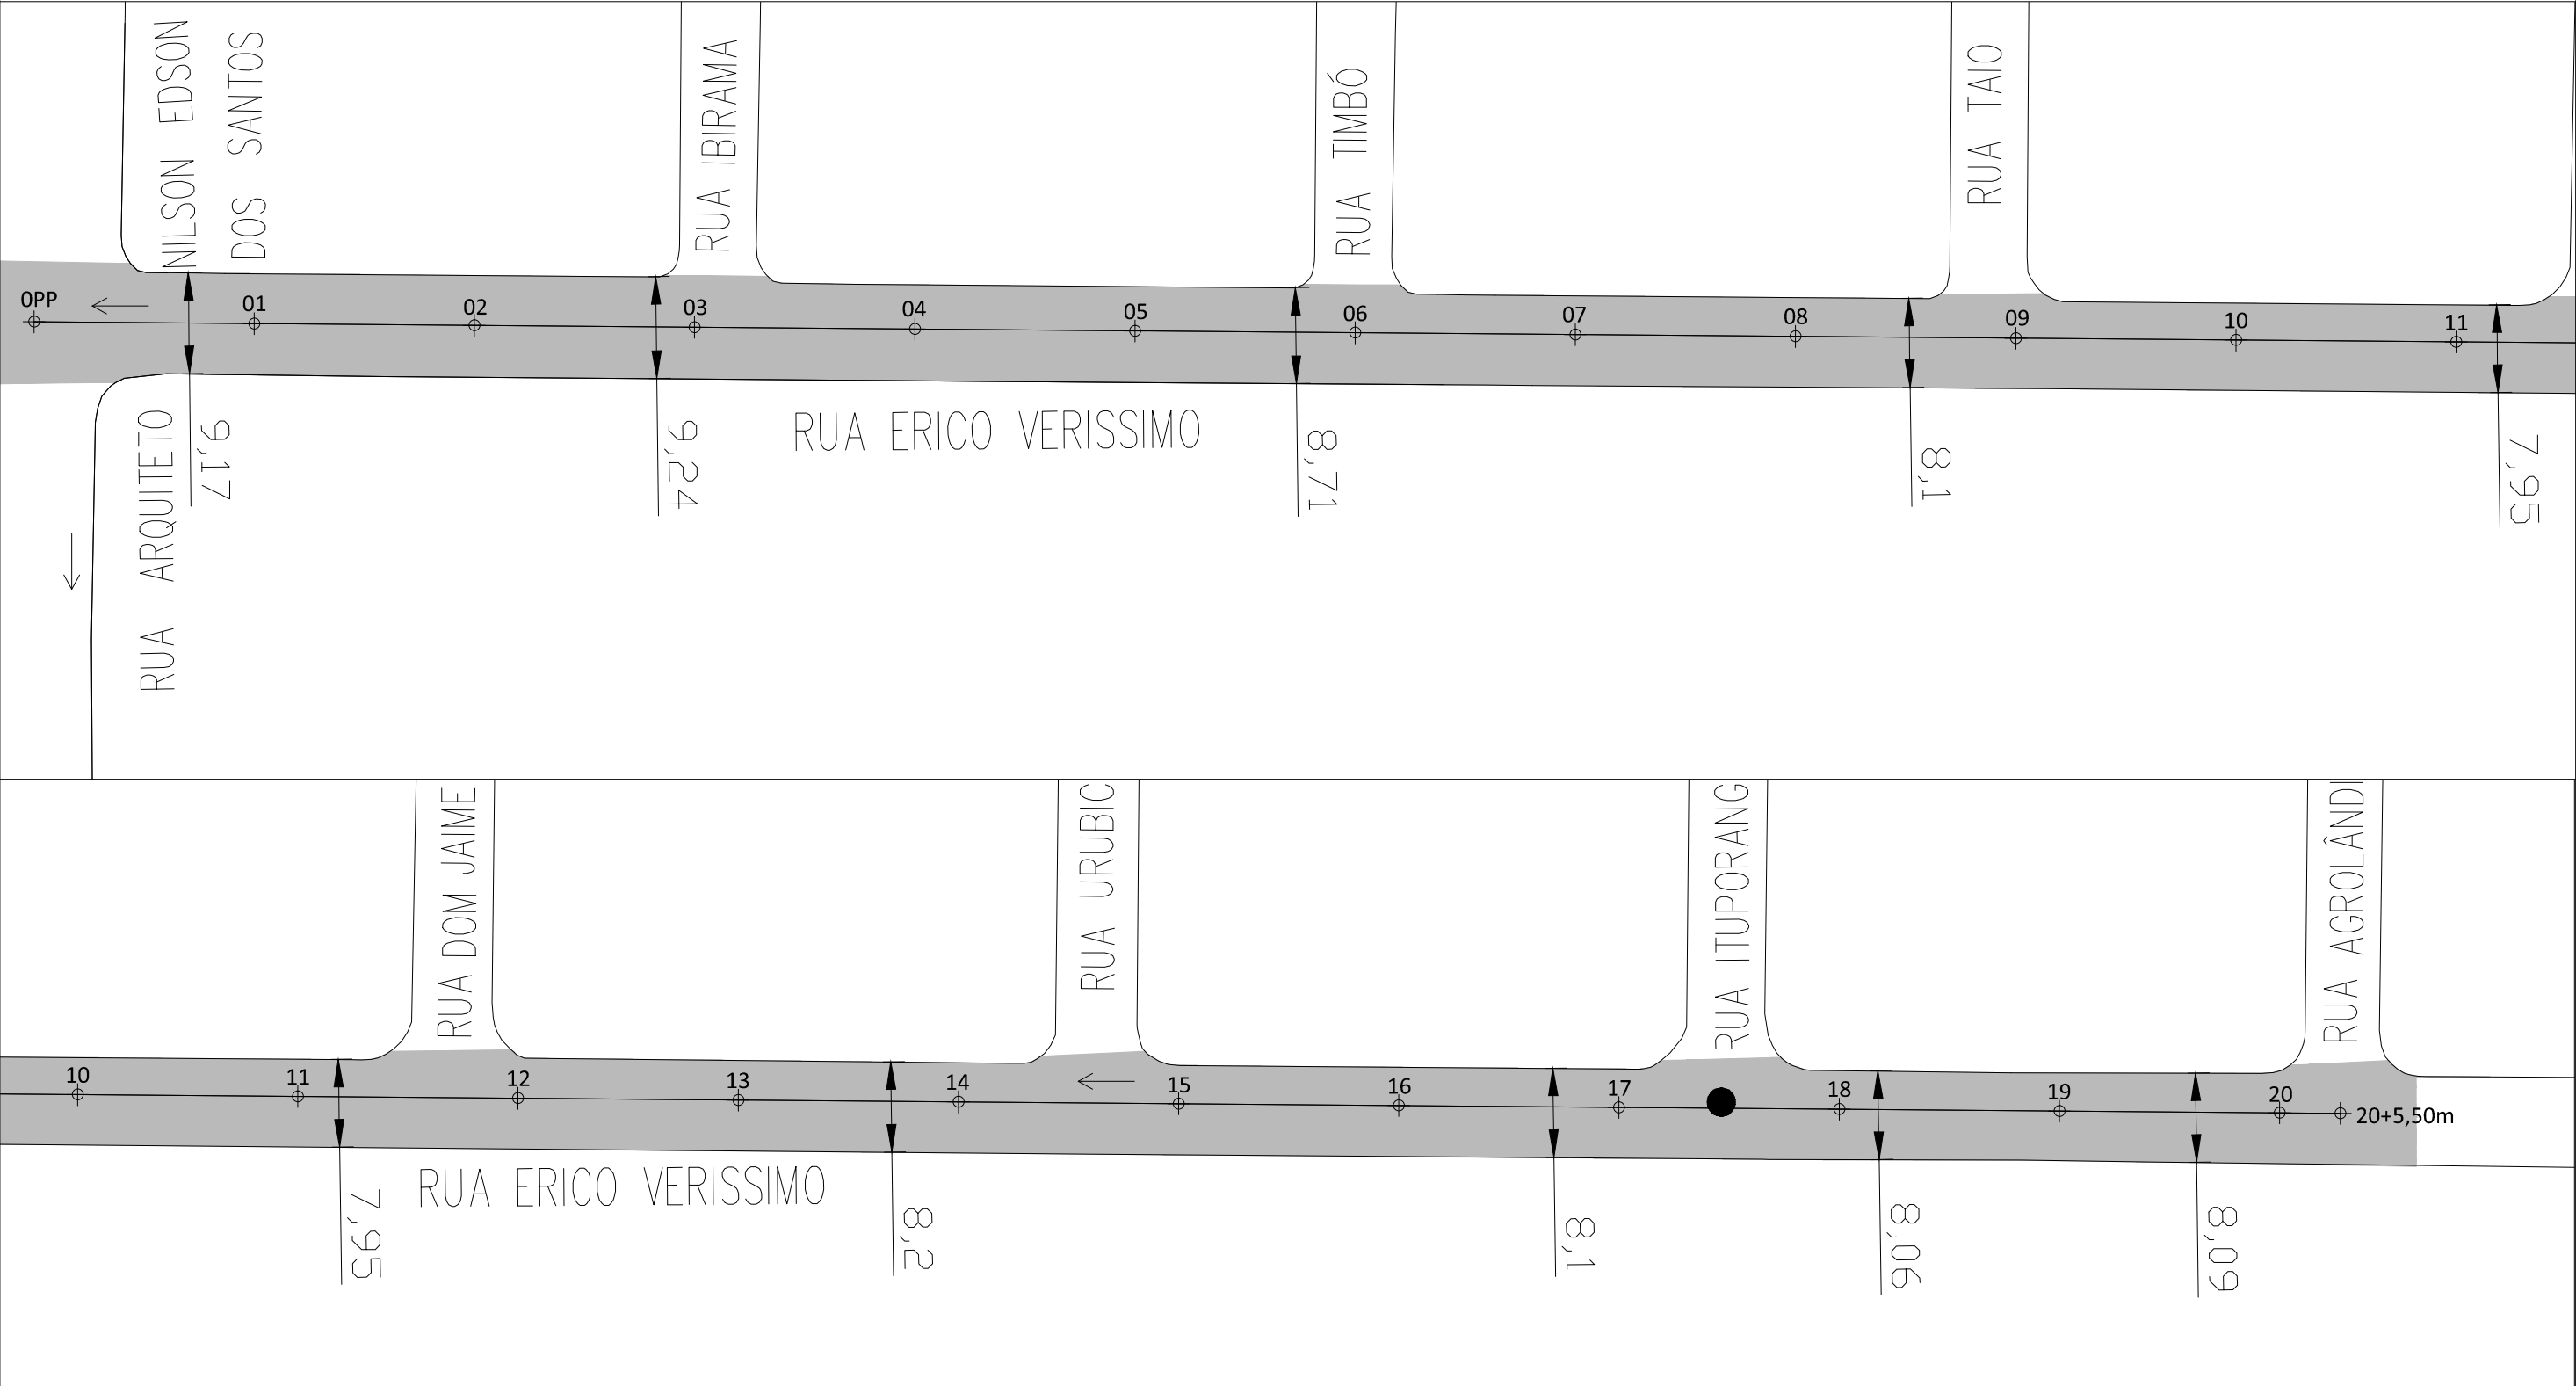 NILSON EDSON
DOS SANTOS
RUA IBIRAMA
RUA TIMBÓ
RUA TAIO
0PP
01
02
03
04
05
06
07
08
09
10
11
RUA ARQUITETO
9,17
9,24
RUA ERICO VERISSIMO
8,71
8,1
7,95
RUA DOM JAIME
RUA URUBIC
RUA ITUPORANG
RUA AGROLÂNDI
10
11
12
13
14
15
16
17
18
19
20
20+5,50m
7,95
RUA ERICO VERISSIMO
8,2
8,1
8,06
8,09